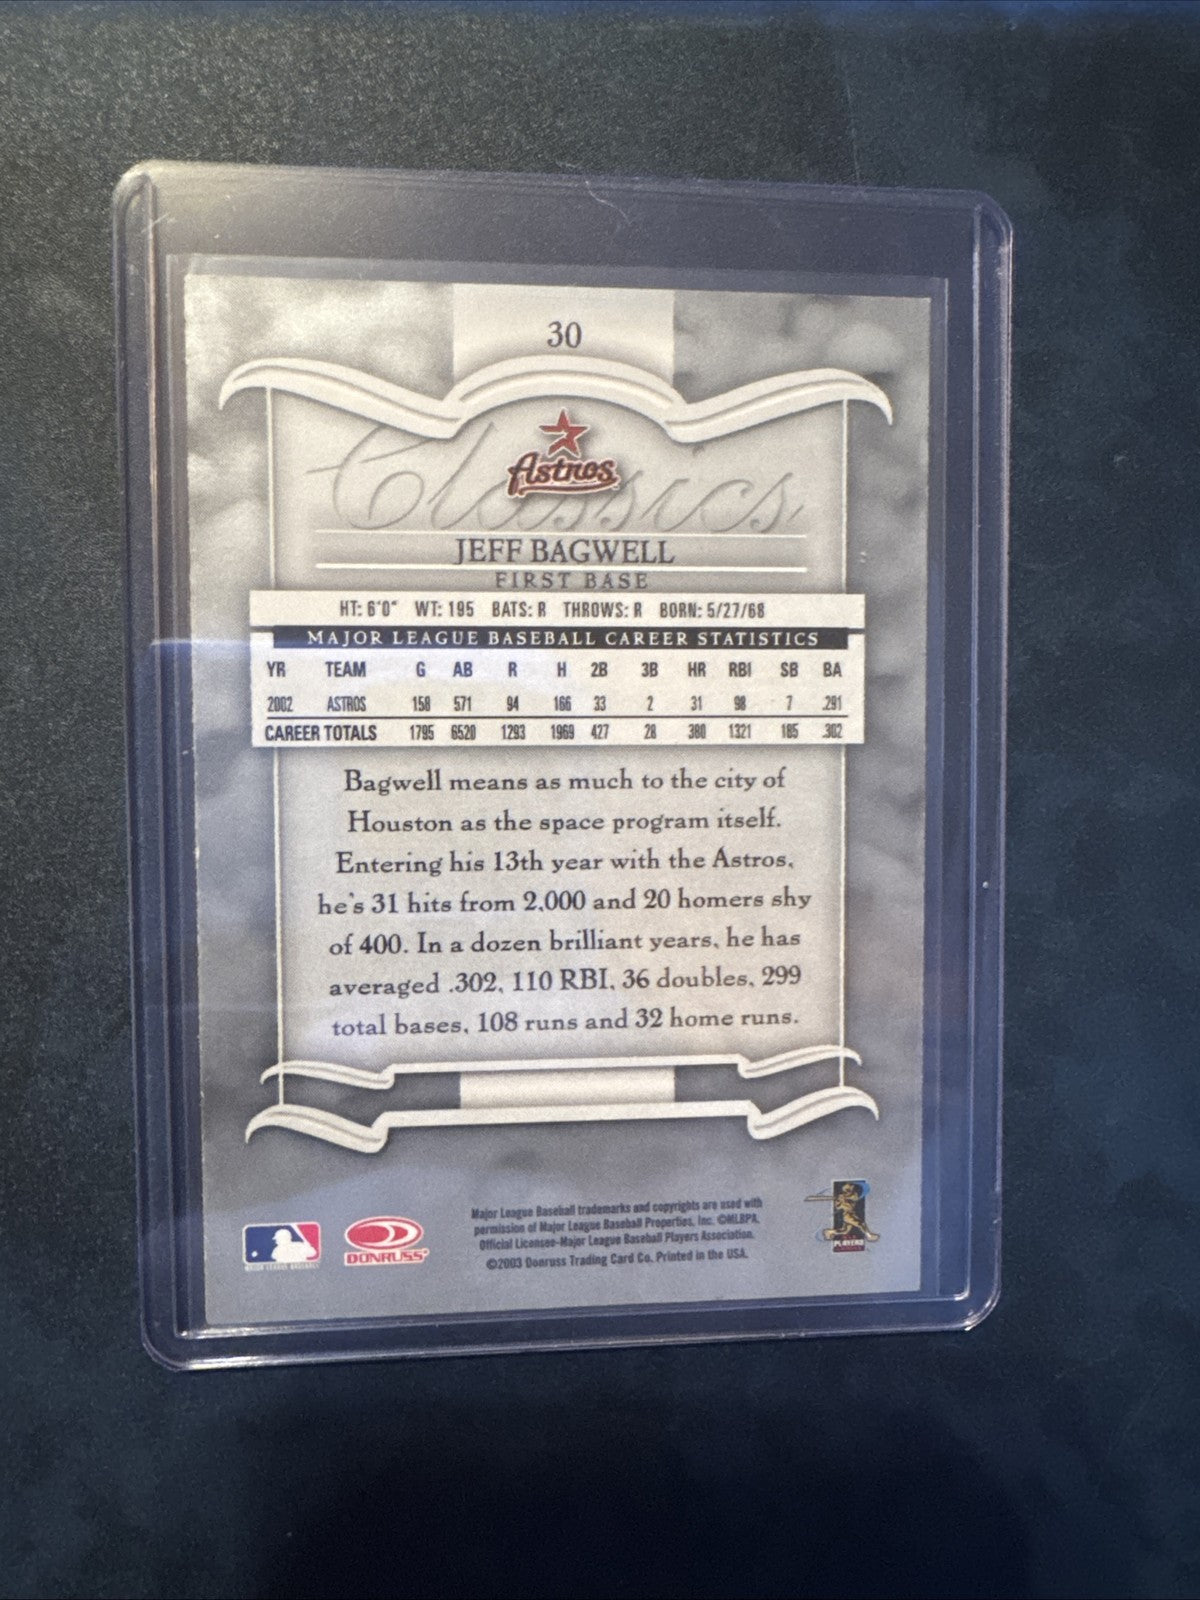 30
Classics
Astros
JEFF BAGWELL
FIRST BASE
HT: 6'0" WT: 195 BATS: R THROWS: R BORN: 5/27/68
MAJOR LEAGUE BASEBALL CAREER STATISTICS
YR TEAM G AB R H 2B 3B HR RBI SB BA
2002 ASTROS 158 571 94 166 33 2 31 98 7 .291
CAREER TOTALS 1795 6520 1293 1969 427 28 380 1321 185 .302
Bagwell means as much to the city of
Houston as the space program itself.
Entering his 13th year with the Astros,
he's 31 hits from 2,000 and 20 homers shy
of 400. In a dozen brilliant years, he has
averaged .302, 110 RBI, 36 doubles, 299
total bases, 108 runs and 32 home runs.
Major League Baseball trademarks and copyrights are used with
permission of Major League Baseball Properties, Inc. ©MLBPA,
Official Licensee-Major League Baseball Players Association.
©2003 Donruss Trading Card Co. Printed in the USA.
MAJOR LEAGUE BASEBALL
DONRUSS
PLAYERS